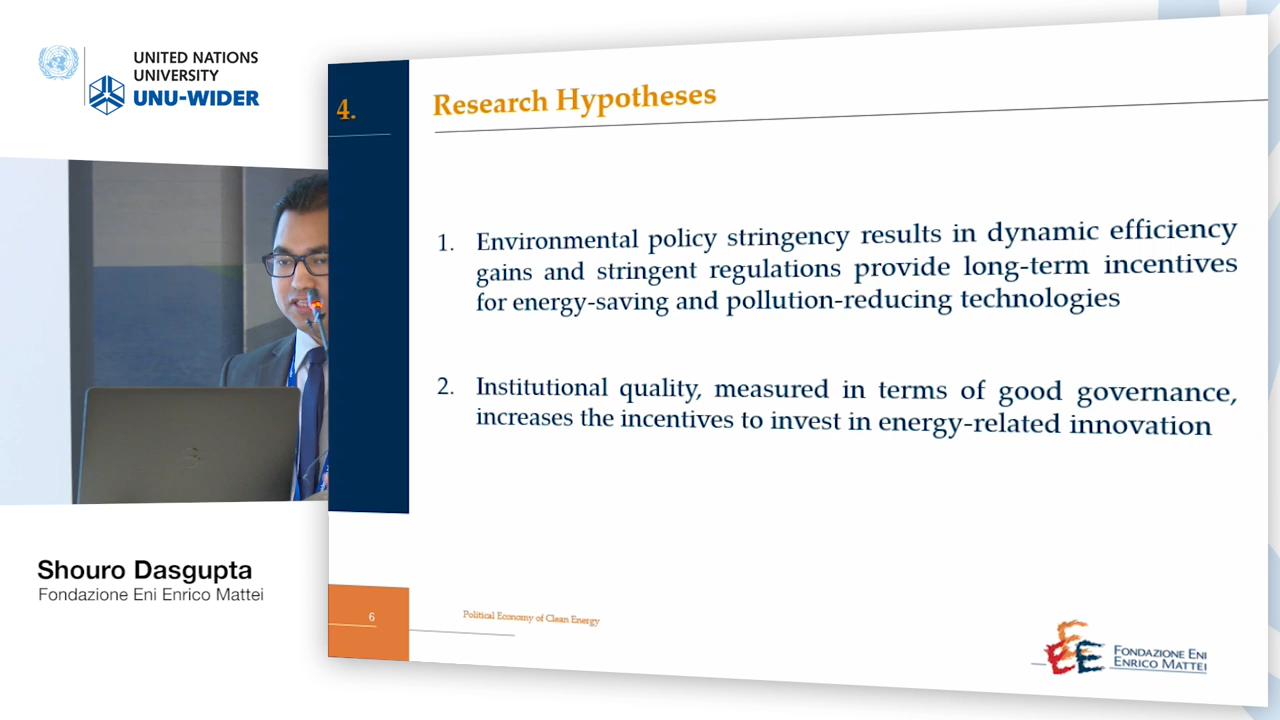 UNITED NATIONS
UNIVERSITY
UNU-WIDER
4.
Research Hypotheses
1. Environmental policy stringency results in dynamic efficiency
gains and stringent regulations provide long-term incentives
for energy-saving and pollution-reducing technologies
2. Institutional quality, measured in terms of good governance,
increases the incentives to invest in energy-related innovation
Shouro Dasgupta
Fondazione Eni Enrico Mattei
6
Political Economy of Clean Energy
FONDAZIONE ENI
ENRICO MATTEI